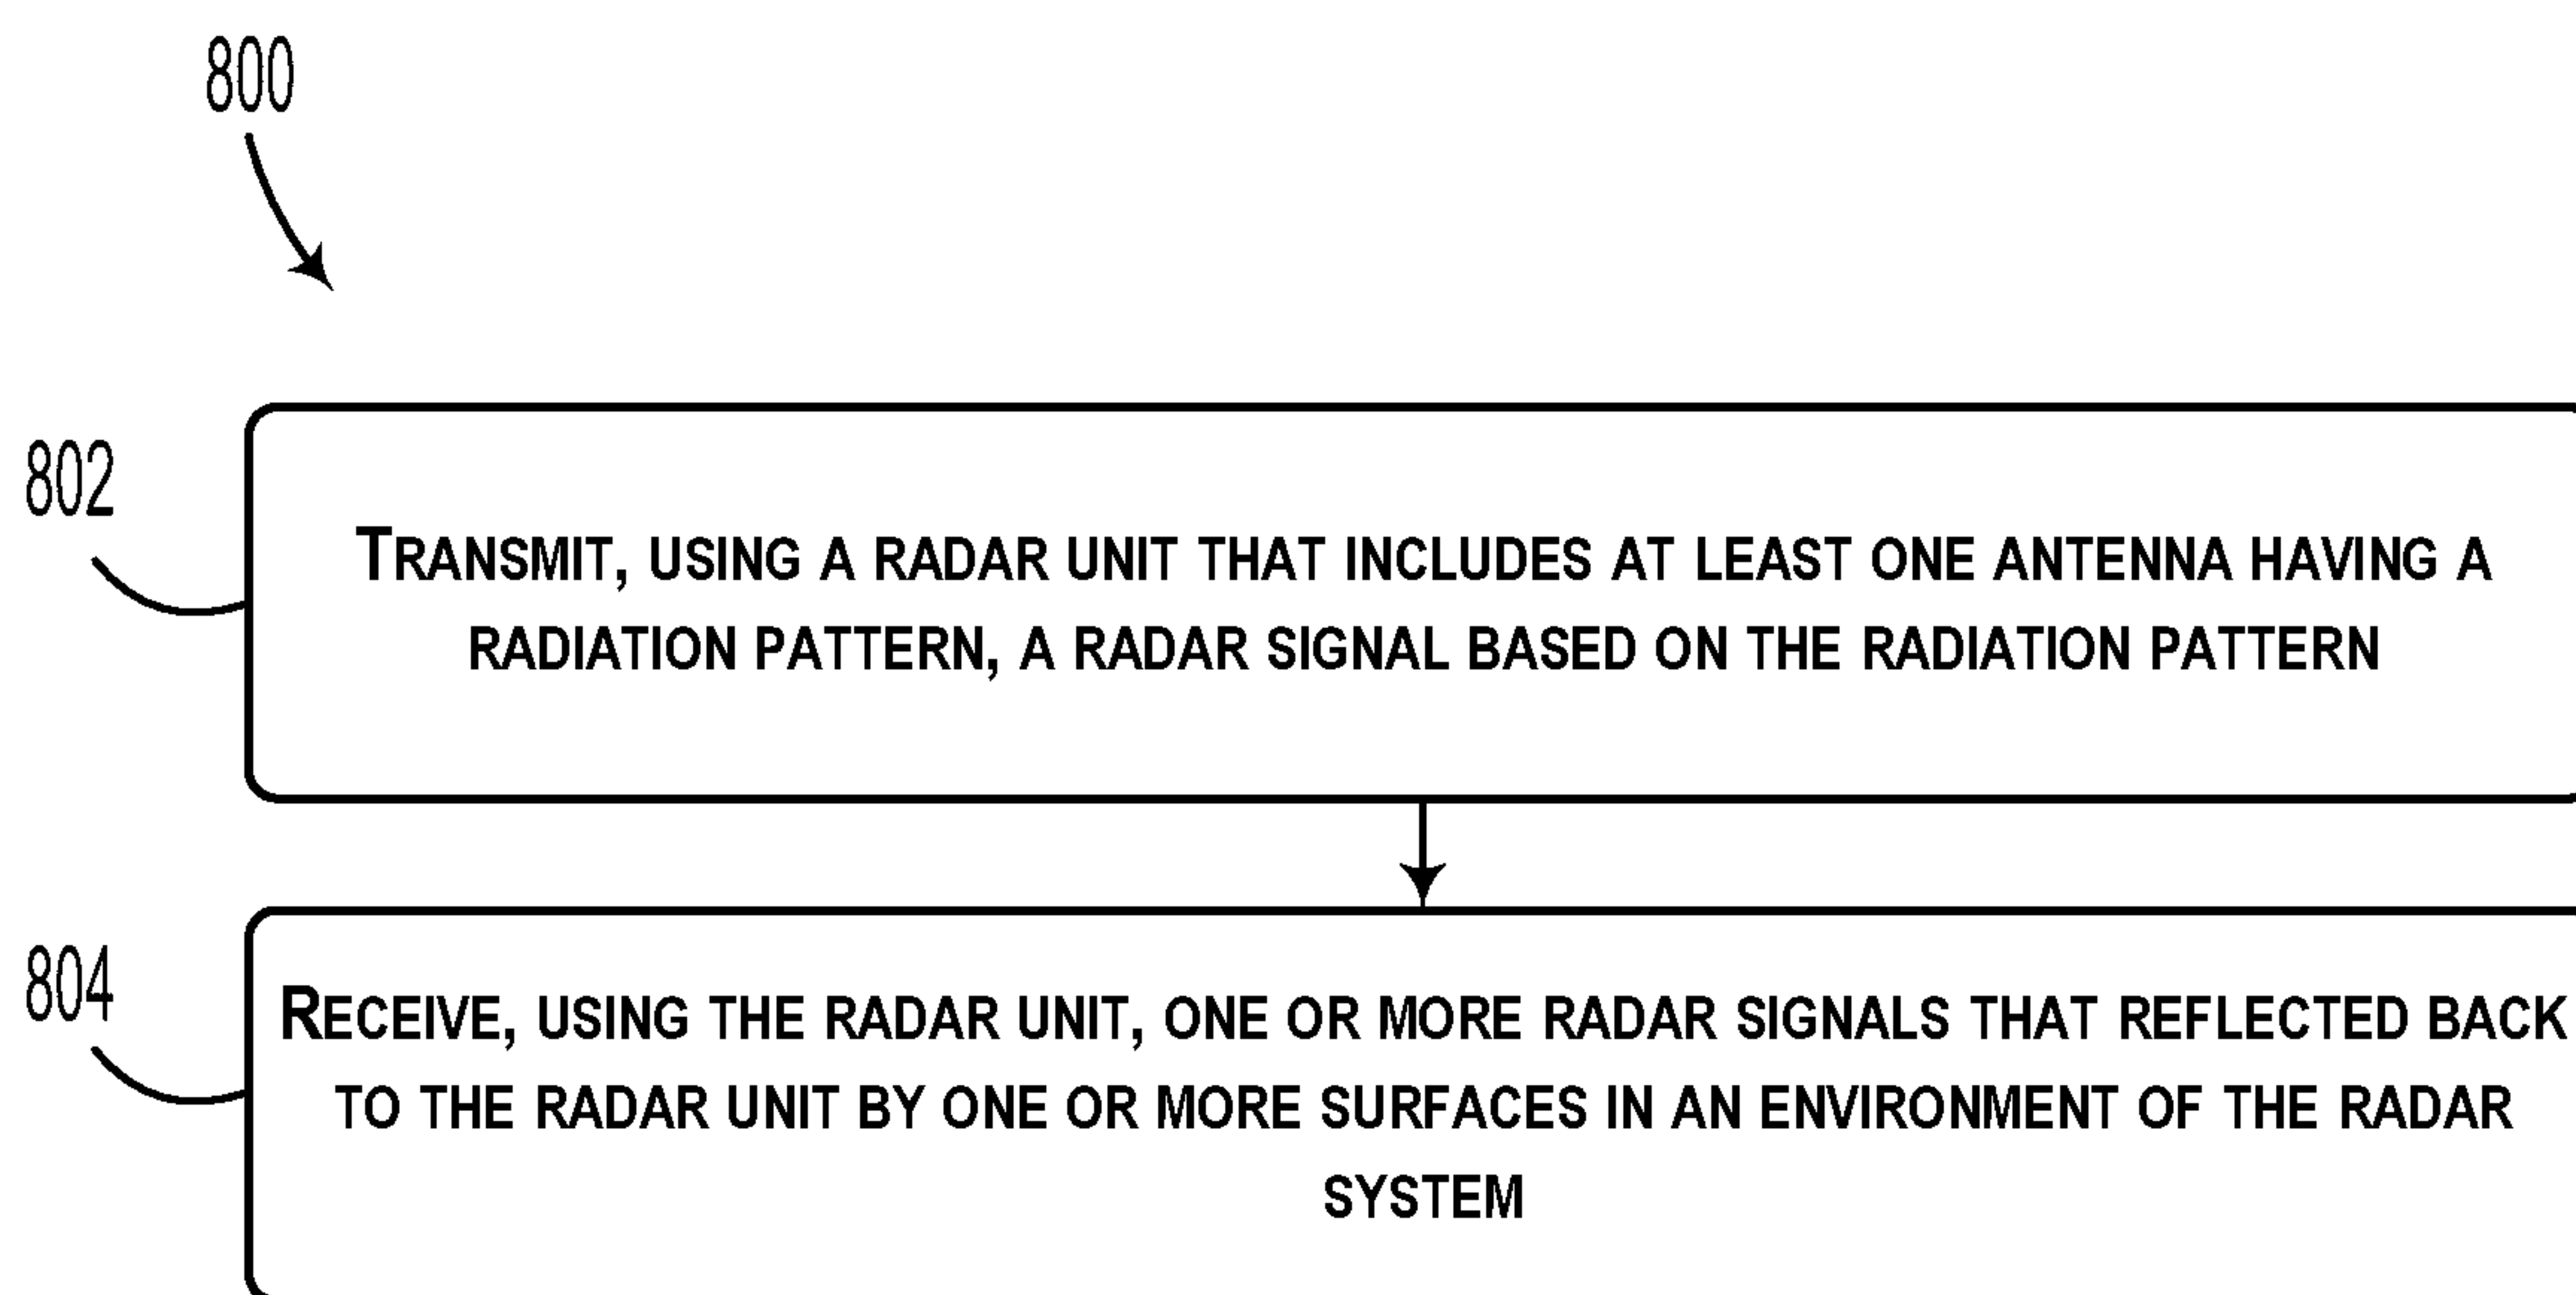 800
802
TRANSMIT, USING A RADAR UNIT THAT INCLUDES AT LEAST ONE ANTENNA HAVING A
RADIATION PATTERN, A RADAR SIGNAL BASED ON THE RADIATION PATTERN
804
RECEIVE, USING THE RADAR UNIT, ONE OR MORE RADAR SIGNALS THAT REFLECTED BACK
TO THE RADAR UNIT BY ONE OR MORE SURFACES IN AN ENVIRONMENT OF THE RADAR
SYSTEM